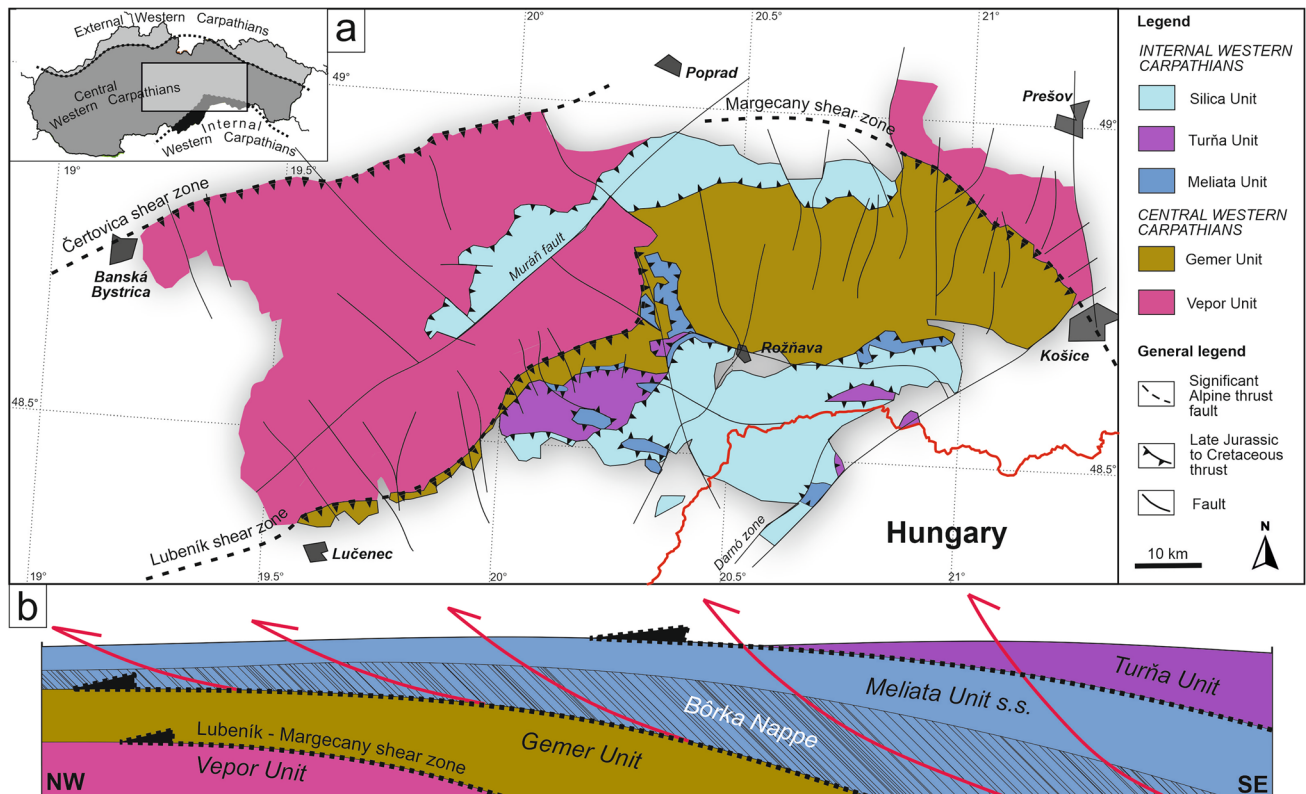 a
External Western Carpathians
Central
Western Carpathians
Internal
Western Carpathians
20°
20.5°
21°
49°
Poprad
Prešov
49°
Margecany shear zone
19°
19.5°
Čertovica shear zone
Banská
Bystrica
Muráň fault
Rožňava
Košice
48.5°
48.5°
Lubeník shear zone
Lučenec
Darnó zone
Hungary
19°
19.5°
20°
20.5°
21°
Legend
INTERNAL WESTERN
CARPATHIANS
Silica Unit
Turňa Unit
Meliata Unit
CENTRAL WESTERN
CARPATHIANS
Gemer Unit
Vepor Unit
General legend
Significant
Alpine thrust
fault
Late Jurassic
to Cretaceous
thrust
Fault
10 km
N
b
Turňa Unit
Meliata Unit s.s.
Bôrka Nappe
Lubeník - Margecany shear zone
Gemer Unit
Vepor Unit
NW
SE